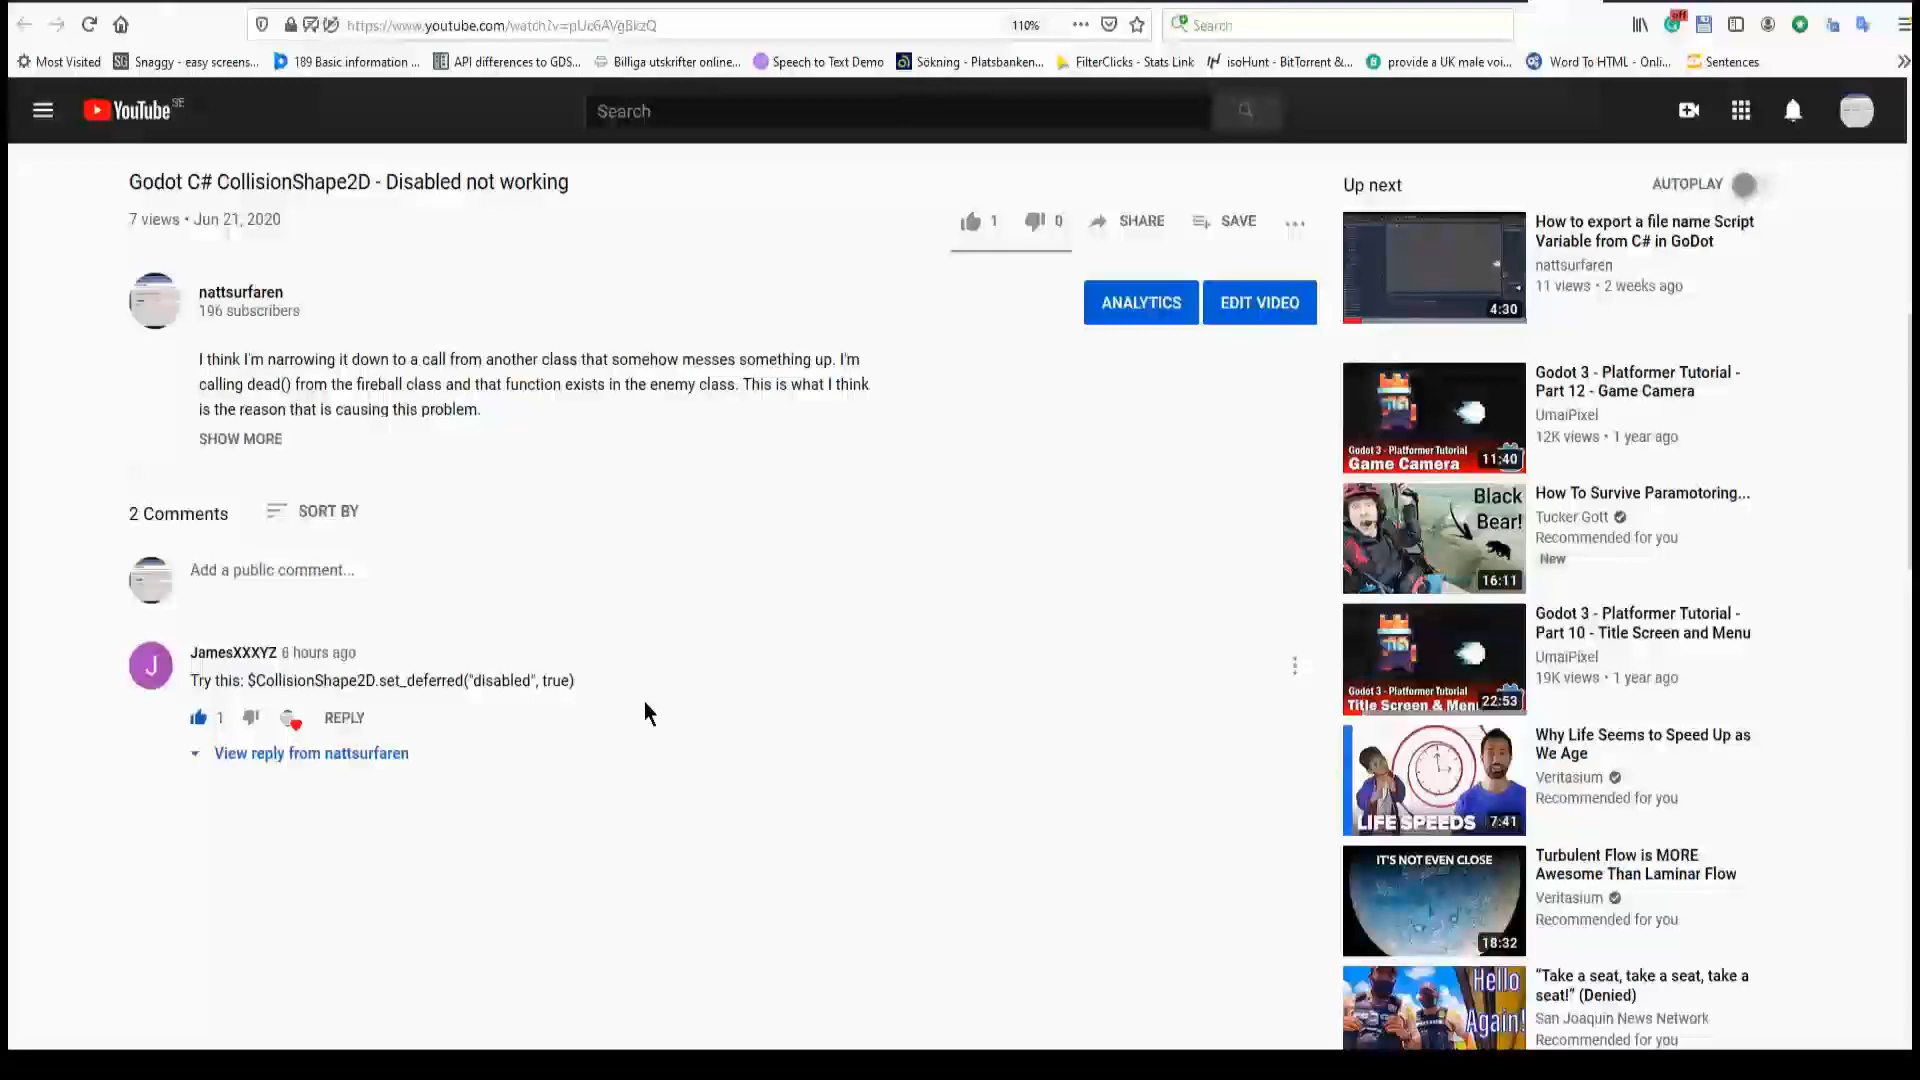 https://www.youtube.com/watch?v=pUc6AVgBkzQ
110%
Search
off
Most Visited
SG Snaggy - easy screens...
189 Basic information ...
API differences to GDS...
Billiga utskrifter online...
Speech to Text Demo
Sökning - Platsbanken...
FilterClicks - Stats Link
isoHunt - BitTorrent &...
provide a UK male voi...
Word To HTML - Onli...
Sentences
YouTube SE
Search
Godot C# CollisionShape2D - Disabled not working
7 views • Jun 21, 2020
1
0
SHARE
SAVE
nattsurfaren
196 subscribers
ANALYTICS
EDIT VIDEO
I think I'm narrowing it down to a call from another class that somehow messes something up. I'm
calling dead() from the fireball class and that function exists in the enemy class. This is what I think
is the reason that is causing this problem.
SHOW MORE
2 Comments
SORT BY
Add a public comment...
J
JamesXXXYZ 6 hours ago
Try this: $CollisionShape2D.set_deferred("disabled", true)
1
REPLY
View reply from nattsurfaren
Up next
AUTOPLAY
4:30
How to export a file name Script
Variable from C# in GoDot
nattsurfaren
11 views • 2 weeks ago
Godot 3 - Platformer Tutorial
Game Camera
11:40
Godot 3 - Platformer Tutorial -
Part 12 - Game Camera
UmaiPixel
12K views • 1 year ago
Black
Bear!
16:11
How To Survive Paramotoring...
Tucker Gott
Recommended for you
New
Godot 3 - Platformer Tutorial
Title Screen & Menu
22:53
Godot 3 - Platformer Tutorial -
Part 10 - Title Screen and Menu
UmaiPixel
19K views • 1 year ago
LIFE SPEEDS
7:41
Why Life Seems to Speed Up as
We Age
Veritasium
Recommended for you
IT'S NOT EVEN CLOSE
18:32
Turbulent Flow is MORE
Awesome Than Laminar Flow
Veritasium
Recommended for you
Hello
Again!
“Take a seat, take a seat, take a
seat!” (Denied)
San Joaquin News Network
Recommended for you